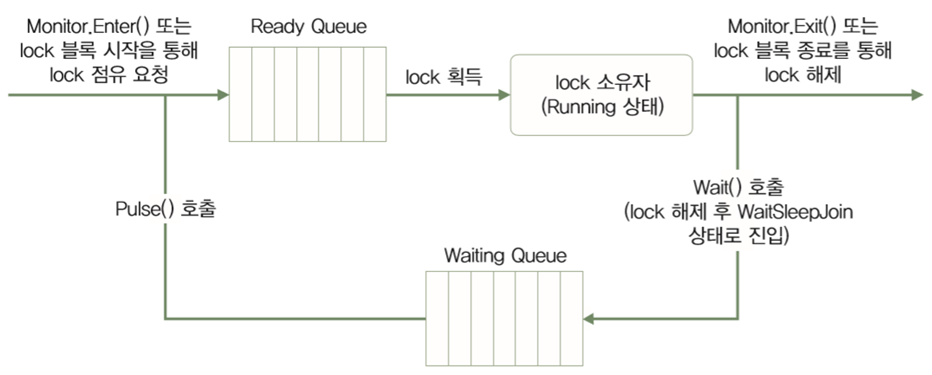 Monitor.Enter() 또는
lock 블록 시작을 통해
lock 점유 요청
Ready Queue
lock 획득
lock 소유자
(Running 상태)
Monitor.Exit() 또는
lock 블록 종료를 통해
lock 해제
Pulse() 호출
Wait() 호출
(lock 해제 후 WaitSleepJoin
상태로 진입)
Waiting Queue